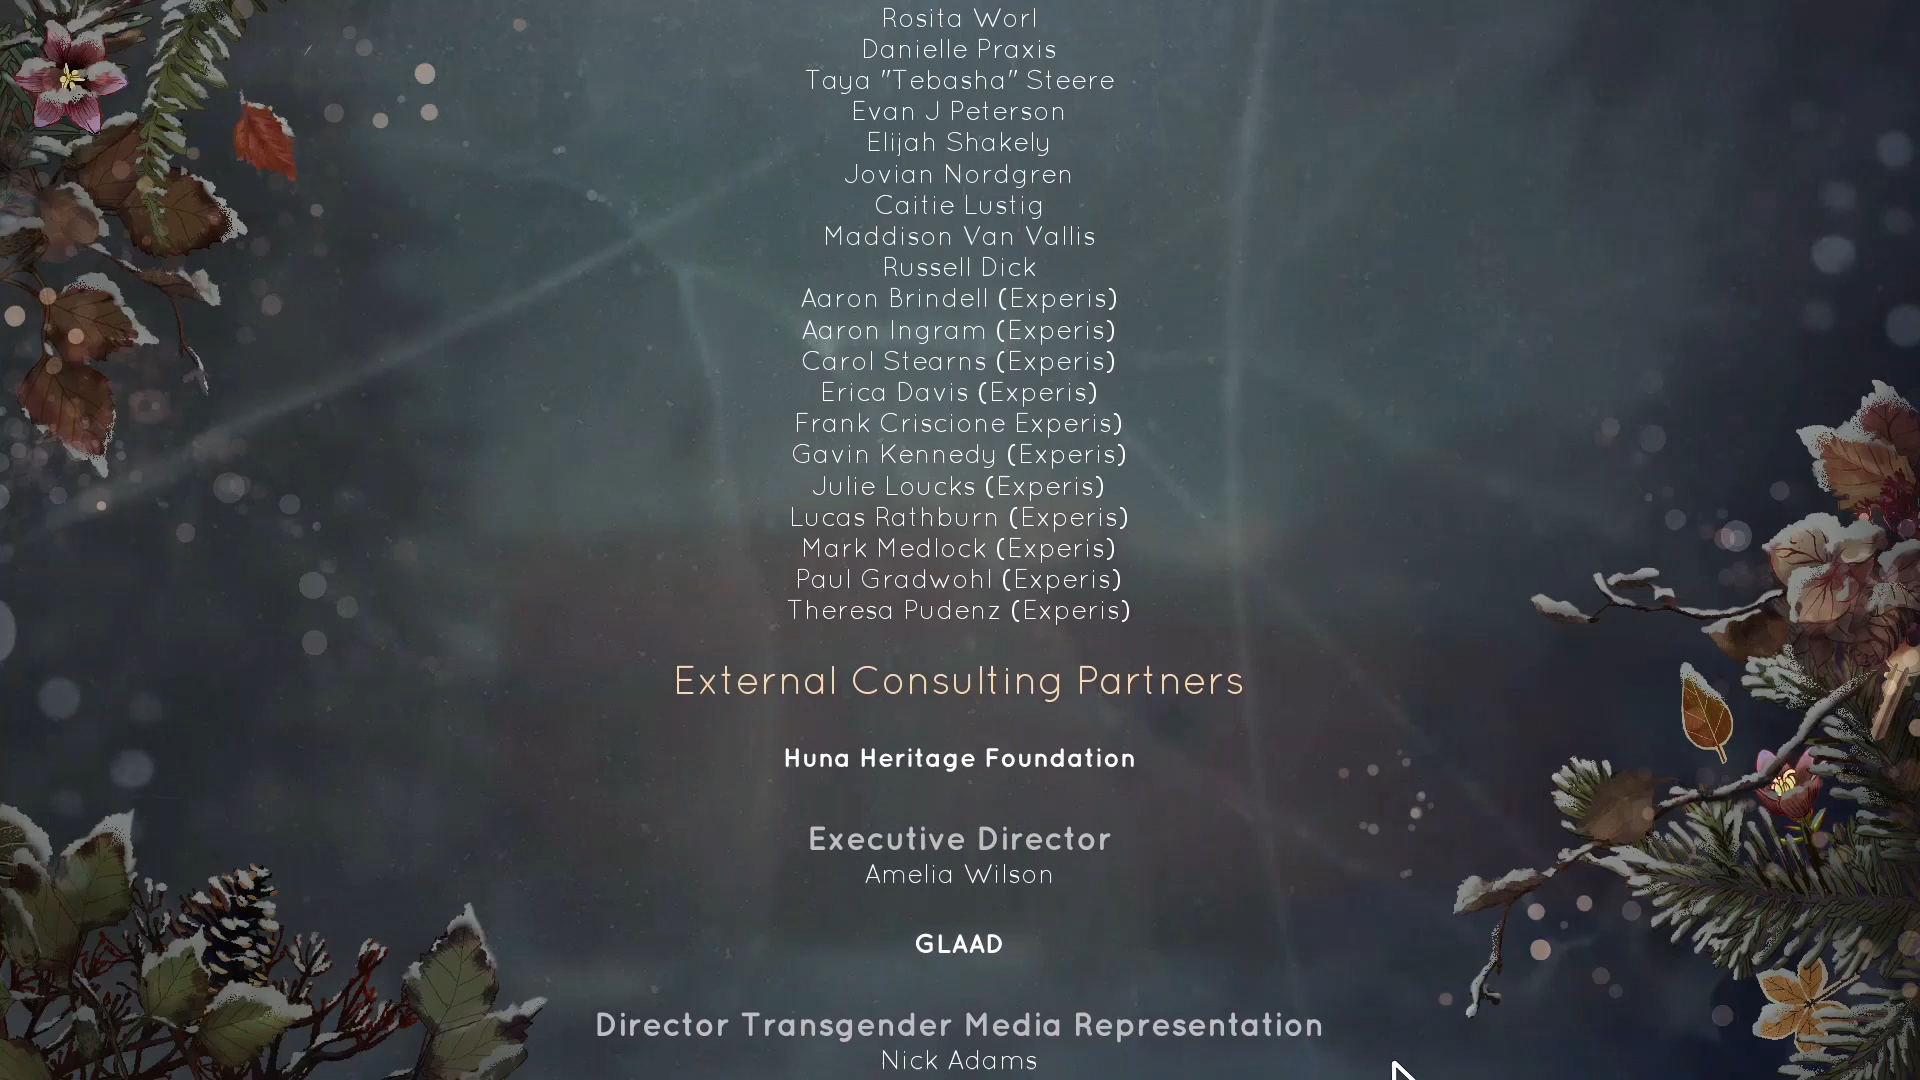 Rosita Worl
Danielle Praxis
Taya "Tebasha" Steere
Evan J Peterson
Elijah Shakely
Jovian Nordgren
Caitie Lustig
Maddison Van Vallis
Russell Dick
Aaron Brindell (Experis)
Aaron Ingram (Experis)
Carol Stearns (Experis)
Erica Davis (Experis)
Frank Criscione Experis)
Gavin Kennedy (Experis)
Julie Loucks (Experis)
Lucas Rathburn (Experis)
Mark Medlock (Experis)
Paul Gradwohl (Experis)
Theresa Pudenz (Experis)
External Consulting Partners
Huna Heritage Foundation
Executive Director
Amelia Wilson
GLAAD
Director Transgender Media Representation
Nick Adams